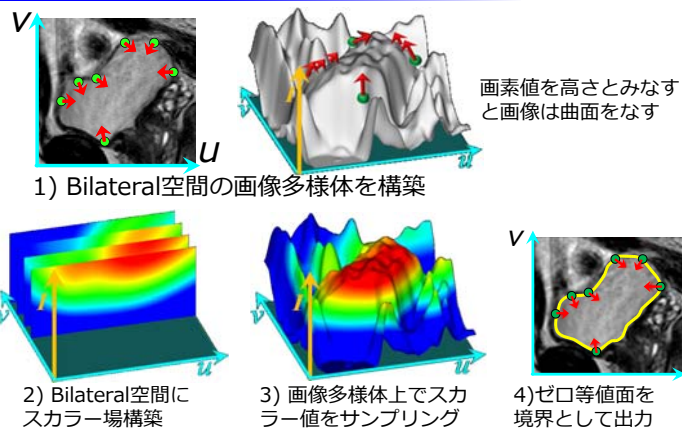 v
u
I
v
u
画素値を高さとみなす
と画像は曲面をなす
1) Bilateral空間の画像多様体を構築
I
v
u
I
v
u
v
2) Bilateral空間に
スカラー場構築
3) 画像多様体上でスカ
ラー値をサンプリング
4)ゼロ等値面を
境界として出力